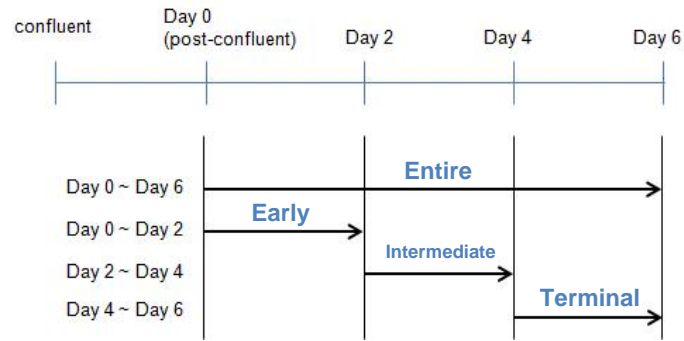 confluent
Day 0
(post-confluent)
Day 2
Day 4
Day 6
Day 0 ~ Day 6
Entire
Day 0 ~ Day 2
Early
Day 2 ~ Day 4
Intermediate
Day 4 ~ Day 6
Terminal